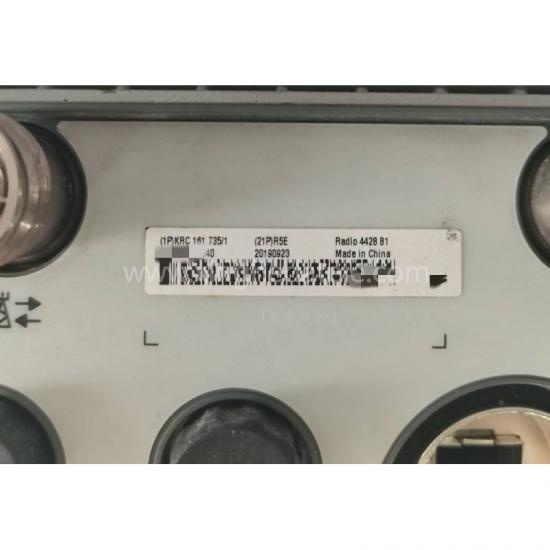 (1P)KRC 161 735/1 (21P)R5E Radio 4428 B1
40 20190923 Made in China
TX MON